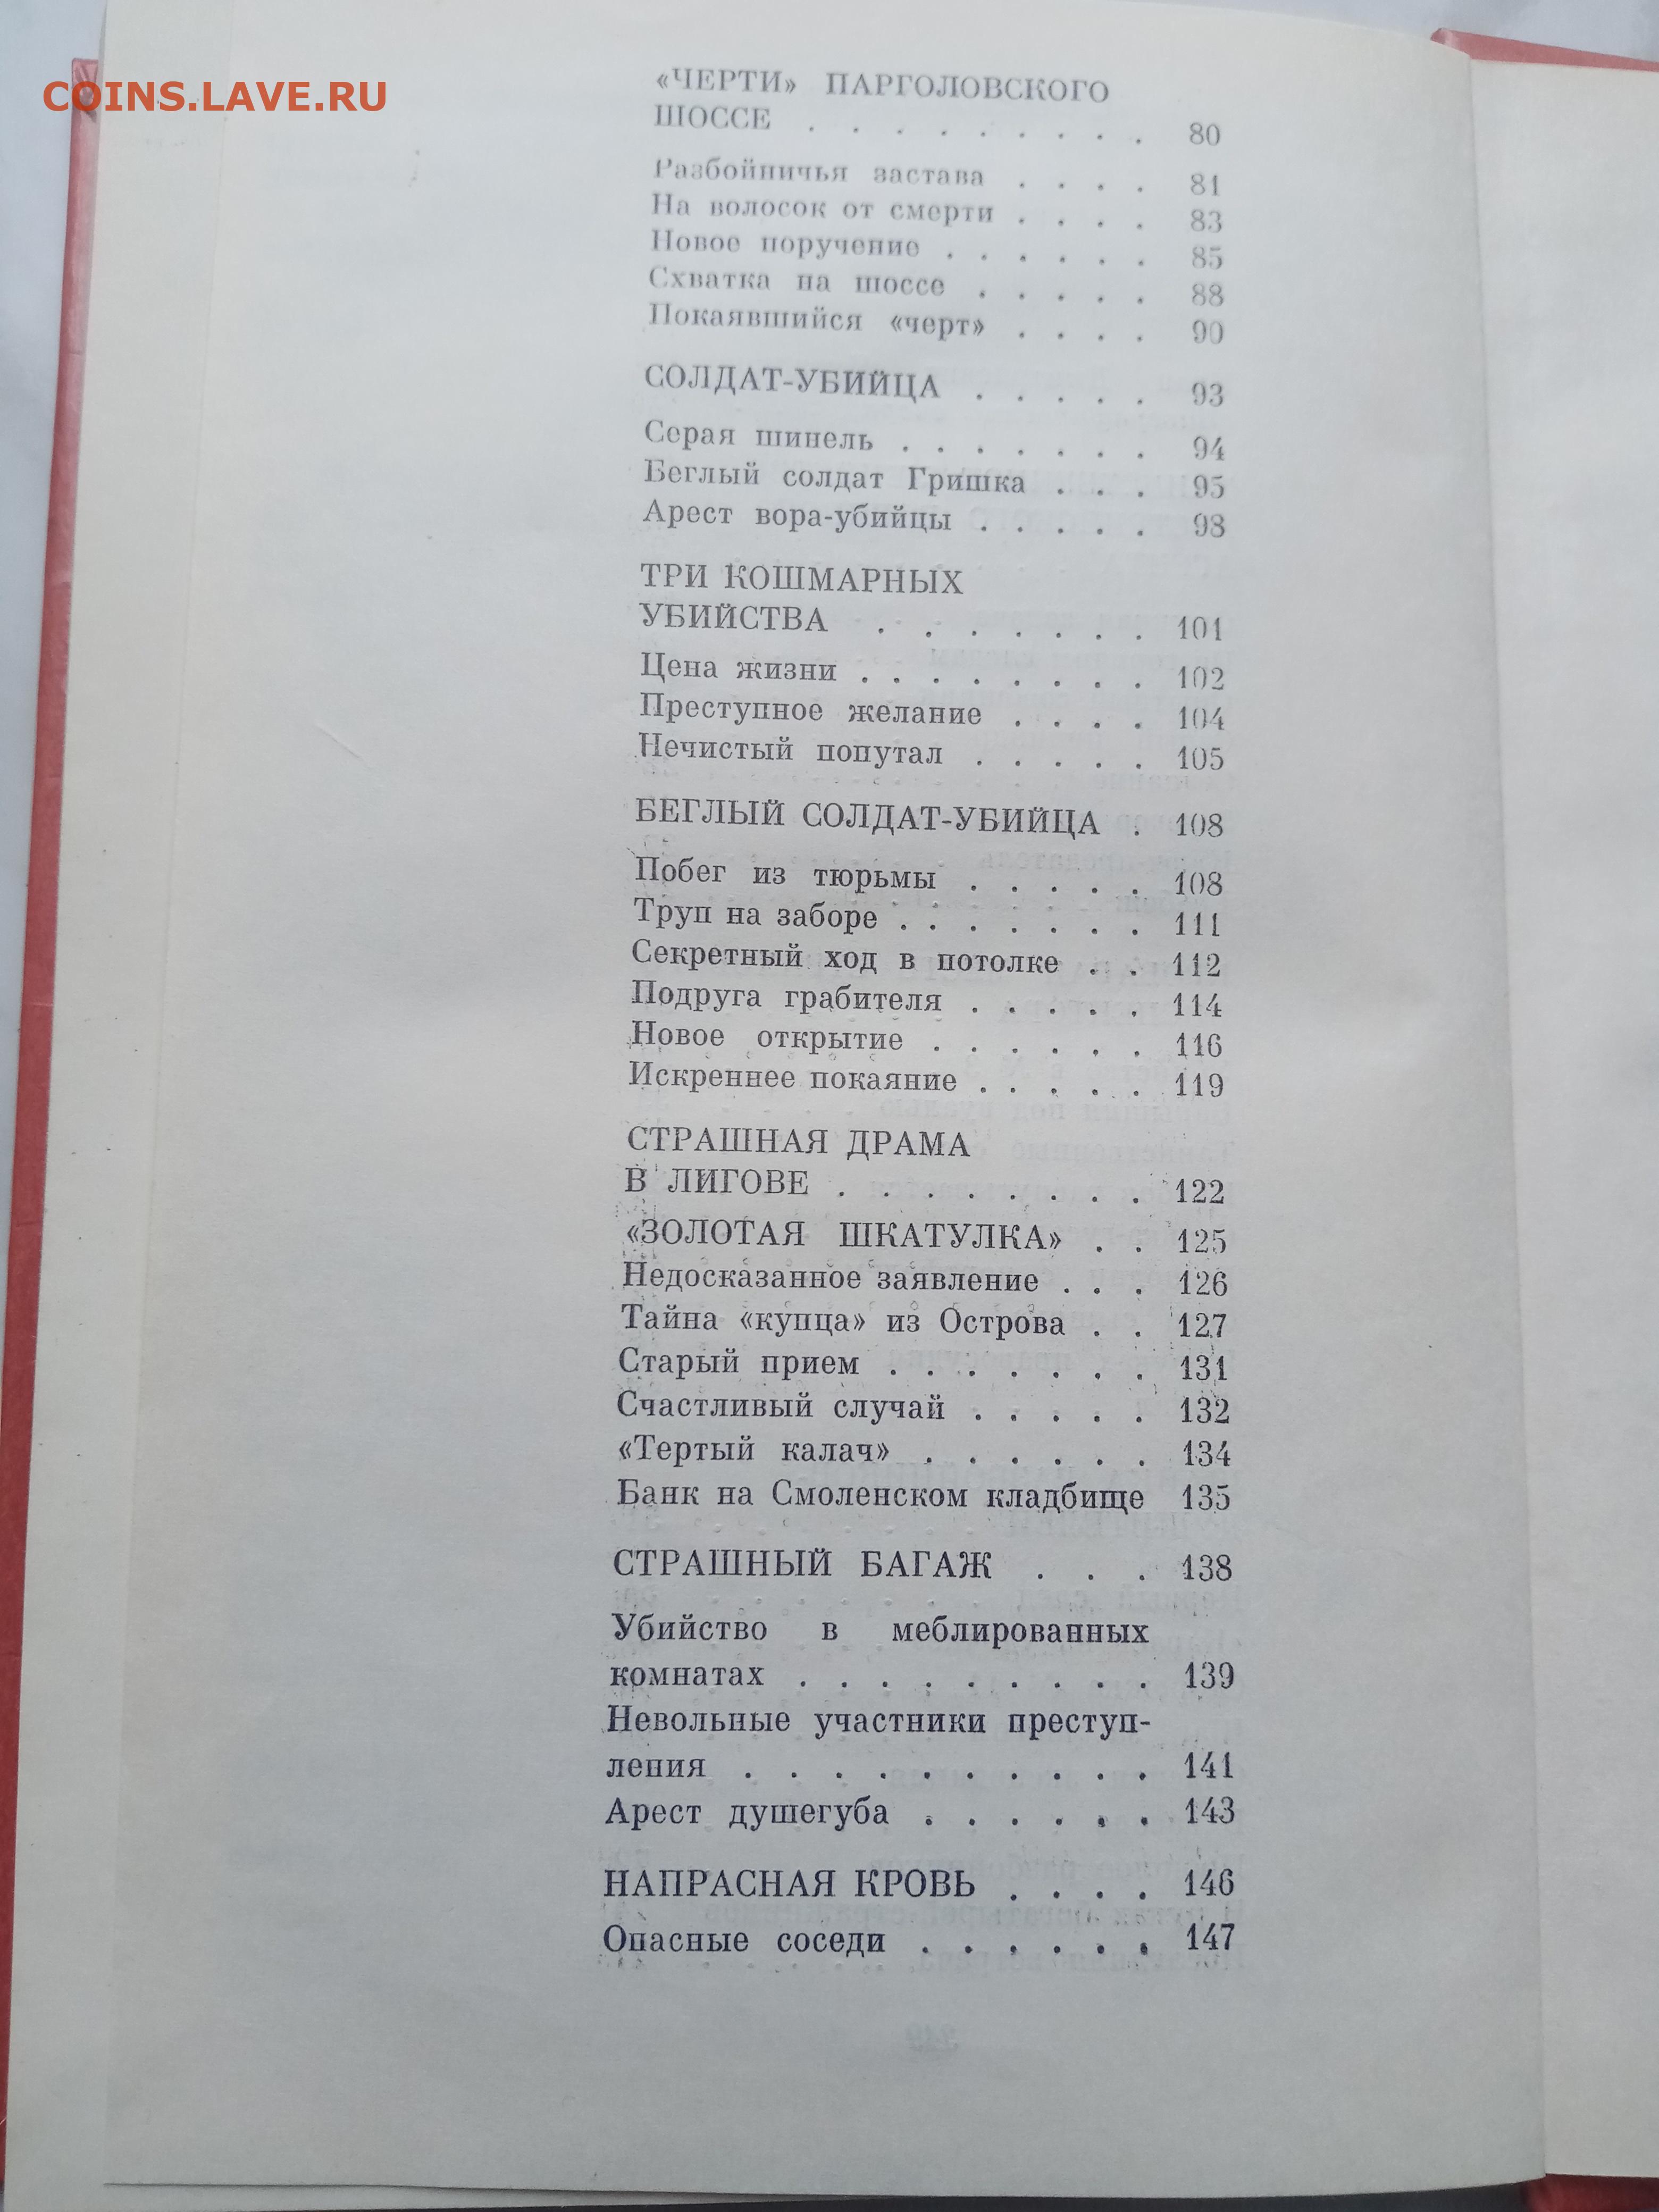 COINS.LAVE.RU
«ЧЕРТИ» ПАРГОЛОВСКОГО
ШОССЕ . . . . . . . . . 80
Разбойничья застава . . . . 81
На волосок от смерти . . . . 83
Новое поручение . . . . . . 85
Схватка на шоссе . . . . . 88
Покаявшийся «черт» . . . . 90
СОЛДАТ-УБИЙЦА . . . . . 93
Серая шинель . . . . . . . 94
Беглый солдат Гришка . . . 95
Арест вора-убийцы . . . . . 98
ТРИ КОШМАРНЫХ
УБИЙСТВА . . . . . . . 101
Цена жизни . . . . . . . . 102
Преступное желание . . . . 104
Нечистый попутал . . . . . 105
БЕГЛЫЙ СОЛДАТ-УБИЙЦА . 108
Побег из тюрьмы . . . . . 108
Труп на заборе . . . . . . . 111
Секретный ход в потолке . . 112
Подруга грабителя . . . . . 114
Новое открытие . . . . . . 116
Искреннее покаяние . . . . . 119
СТРАШНАЯ ДРАМА
В ЛИГОВЕ . . . . . . . . 122
«ЗОЛОТАЯ ШКАТУЛКА» . . 125
Недосказанное заявление . . . 126
Тайна «купца» из Острова . . 127
Старый прием . . . . . . . 131
Счастливый случай . . . . . 132
«Тертый калач» . . . . . . 134
Банк на Смоленском кладбище 135
СТРАШНЫЙ БАГАЖ . . . 138
Убийство в меблированных
комнатах . . . . . . . . . 139
Невольные участники преступ-
ления . . . . . . . . . . 141
Арест душегуба . . . . . . 143
НАПРАСНАЯ КРОВЬ . . . . 146
Опасные соседи . . . . . . 147